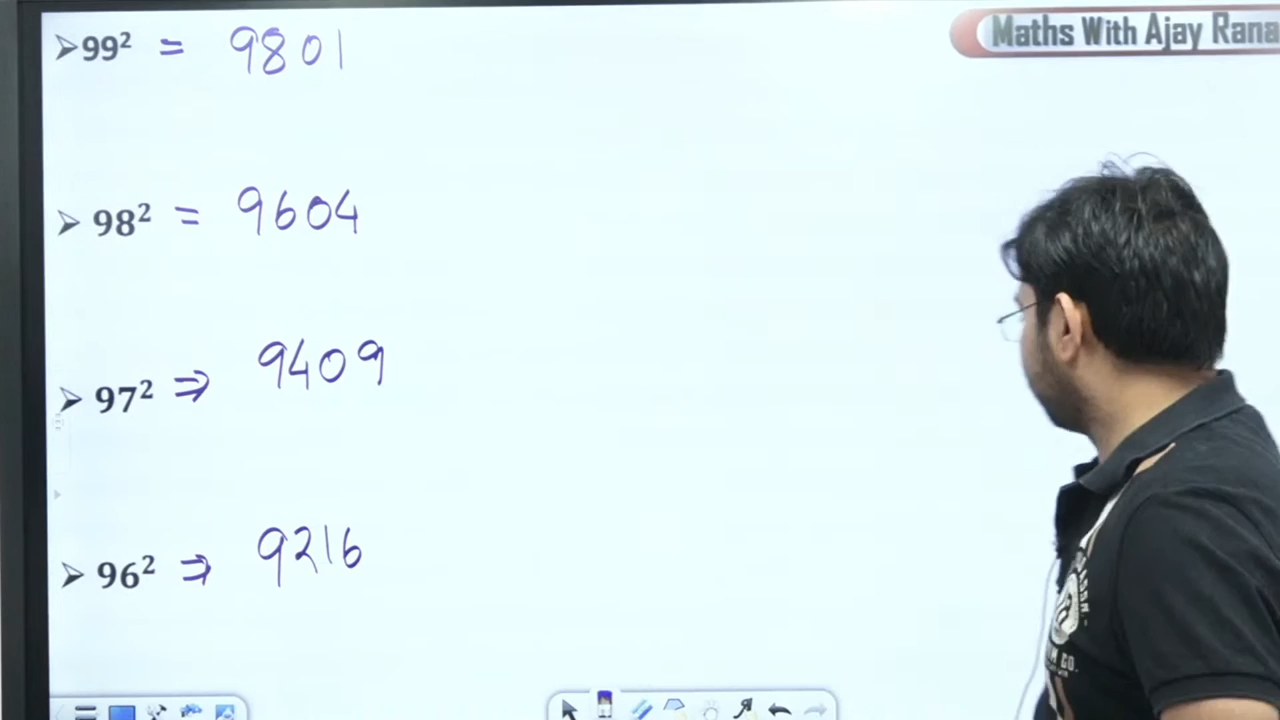 Maths With Ajay Rana
➢99² = 9801
➢ 98² = 9604
➢ 97² ⇒ 9409
➢ 96² ⇒ 9216